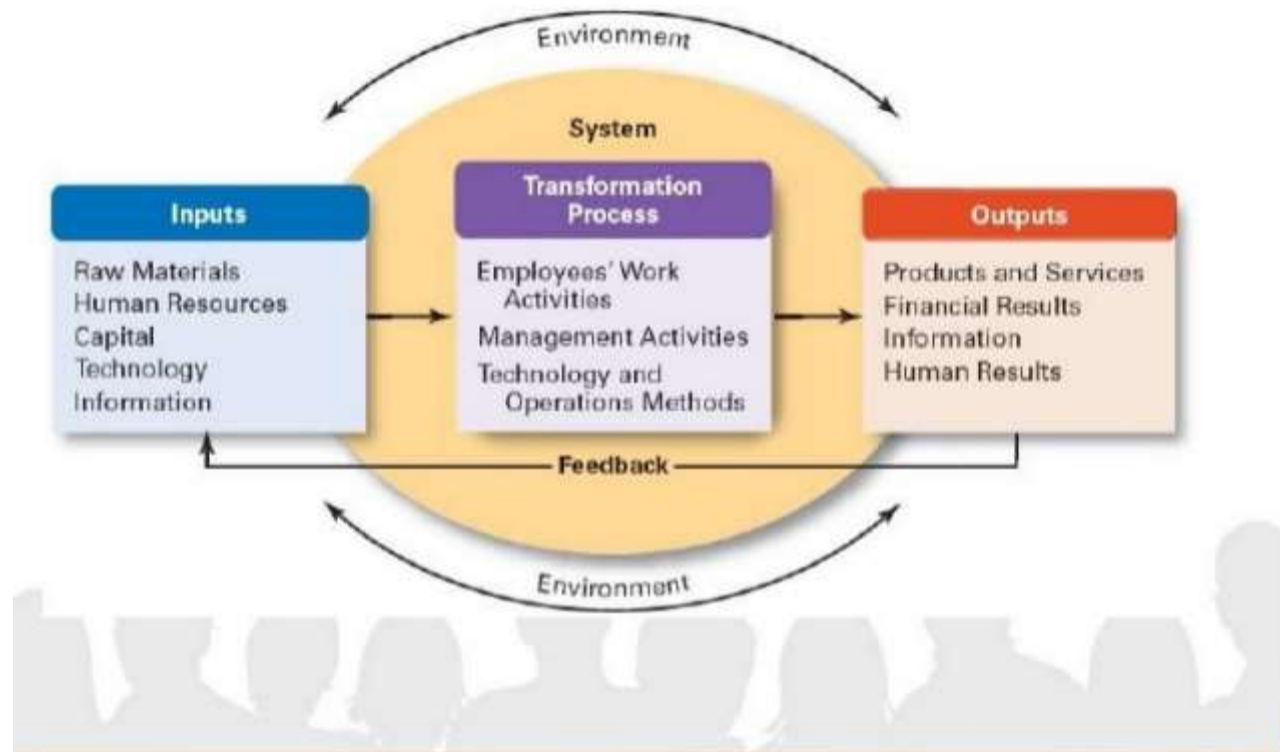 Environment
System
Inputs
Raw Materials
Human Resources
Capital
Technology
Information
Transformation
Process
Employees' Work
Activities
Management Activities
Technology and
Operations Methods
Outputs
Products and Services
Financial Results
Information
Human Results
Feedback
Environment